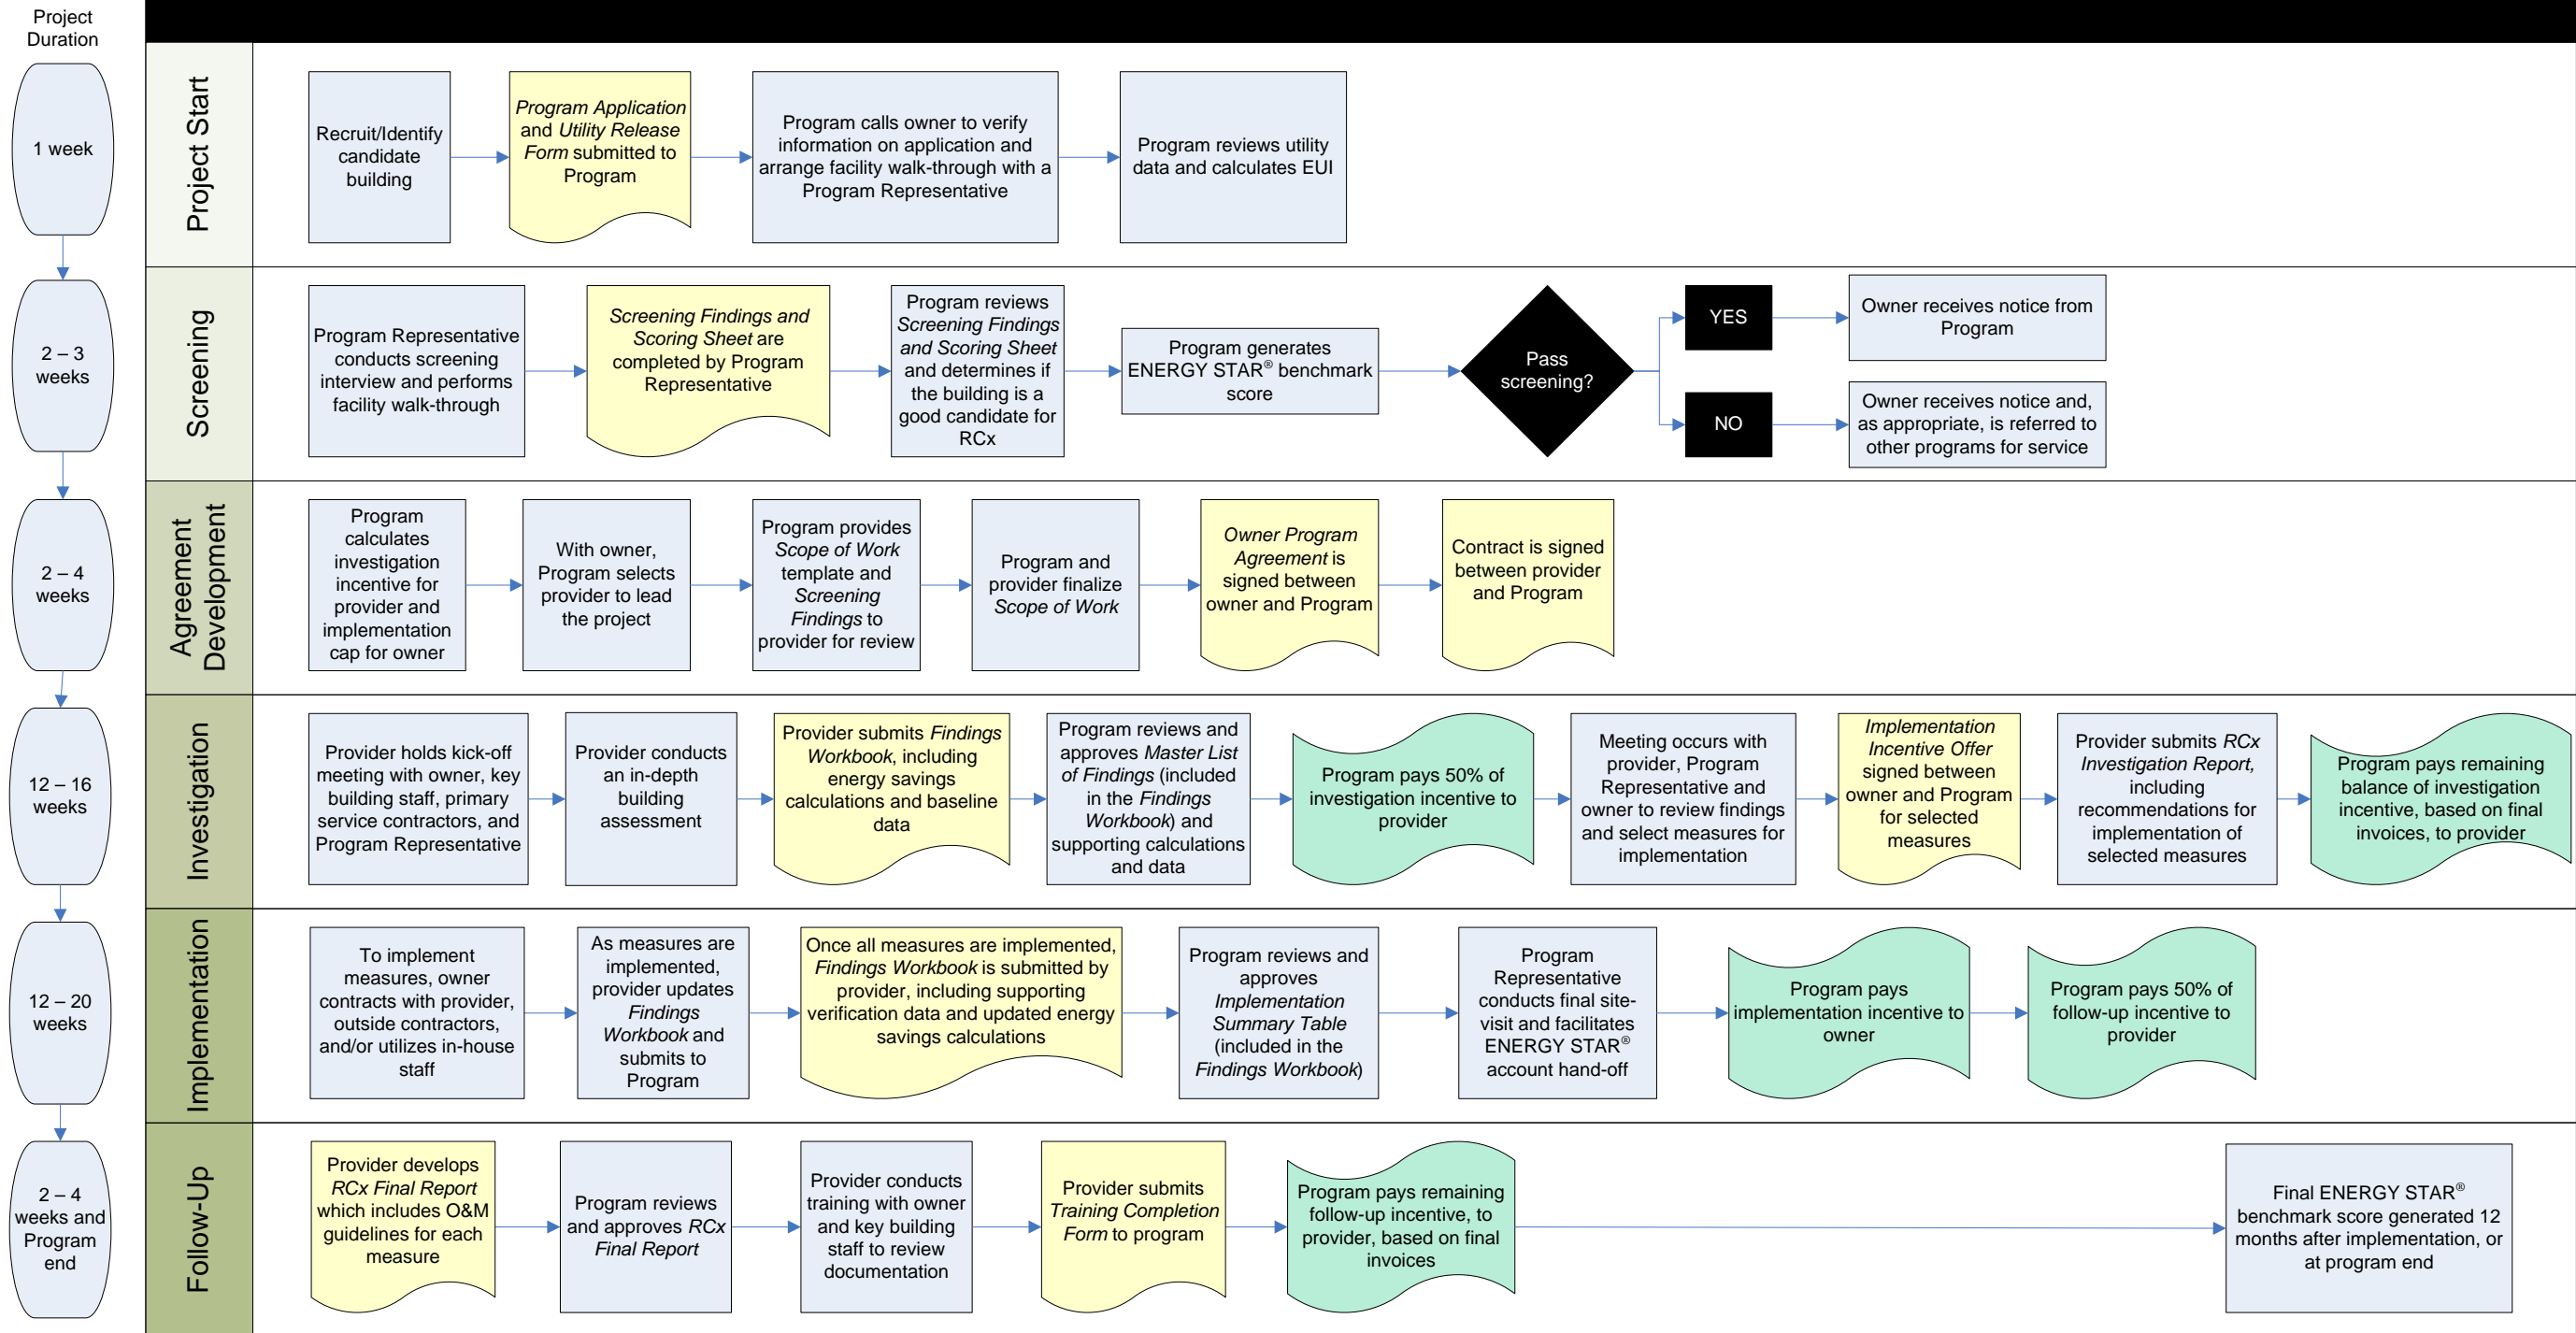 Project
Duration
1 week
Project Start
Recruit/Identify
candidate
building
Program Application
and Utility Release
Form submitted to
Program
Program calls owner to verify
information on application and
arrange facility walk-through with a
Program Representative
Program reviews utility
data and calculates EUI
2 – 3
weeks
Screening
Program Representative
conducts screening
interview and performs
facility walk-through
Screening Findings and
Scoring Sheet are
completed by Program
Representative
Program reviews
Screening Findings
and Scoring Sheet
and determines if
the building is a
good candidate for
RCx
Program generates
ENERGY STAR® benchmark
score
Pass
screening?
YES
Owner receives notice from
Program
NO
Owner receives notice and,
as appropriate, is referred to
other programs for service
2 – 4
weeks
Agreement
Development
Program
calculates
investigation
incentive for
provider and
implementation
cap for owner
With owner,
Program selects
provider to lead
the project
Program provides
Scope of Work
template and
Screening
Findings to
provider for review
Program and
provider finalize
Scope of Work
Owner Program
Agreement is
signed between
owner and Program
Contract is signed
between provider
and Program
12 – 16
weeks
Investigation
Provider holds kick-off
meeting with owner, key
building staff, primary
service contractors, and
Program Representative
Provider conducts
an in-depth
building
assessment
Provider submits Findings
Workbook, including
energy savings
calculations and baseline
data
Program reviews and
approves Master List
of Findings (included
in the Findings
Workbook) and
supporting calculations
and data
Program pays 50% of
investigation incentive to
provider
Meeting occurs with
provider, Program
Representative and
owner to review findings
and select measures for
implementation
Implementation
Incentive Offer
signed between
owner and Program
for selected
measures
Provider submits RCx
Investigation Report,
including
recommendations for
implementation of
selected measures
Program pays remaining
balance of investigation
incentive, based on final
invoices, to provider
12 – 20
weeks
Implementation
To implement
measures, owner
contracts with provider,
outside contractors,
and/or utilizes in-house
staff
As measures are
implemented,
provider updates
Findings
Workbook and
submits to
Program
Once all measures are implemented,
Findings Workbook is submitted by
provider, including supporting
verification data and updated energy
savings calculations
Program reviews and
approves
Implementation
Summary Table
(included in the
Findings Workbook)
Program
Representative
conducts final site-
visit and facilitates
ENERGY STAR®
account hand-off
Program pays
implementation incentive to
owner
Program pays 50% of
follow-up incentive to
provider
2 – 4
weeks and
Program
end
Follow-Up
Provider develops
RCx Final Report
which includes O&M
guidelines for each
measure
Program reviews
and approves RCx
Final Report
Provider conducts
training with owner
and key building
staff to review
documentation
Provider submits
Training Completion
Form to program
Program pays remaining
follow-up incentive, to
provider, based on final
invoices
Final ENERGY STAR®
benchmark score generated 12
months after implementation, or
at program end